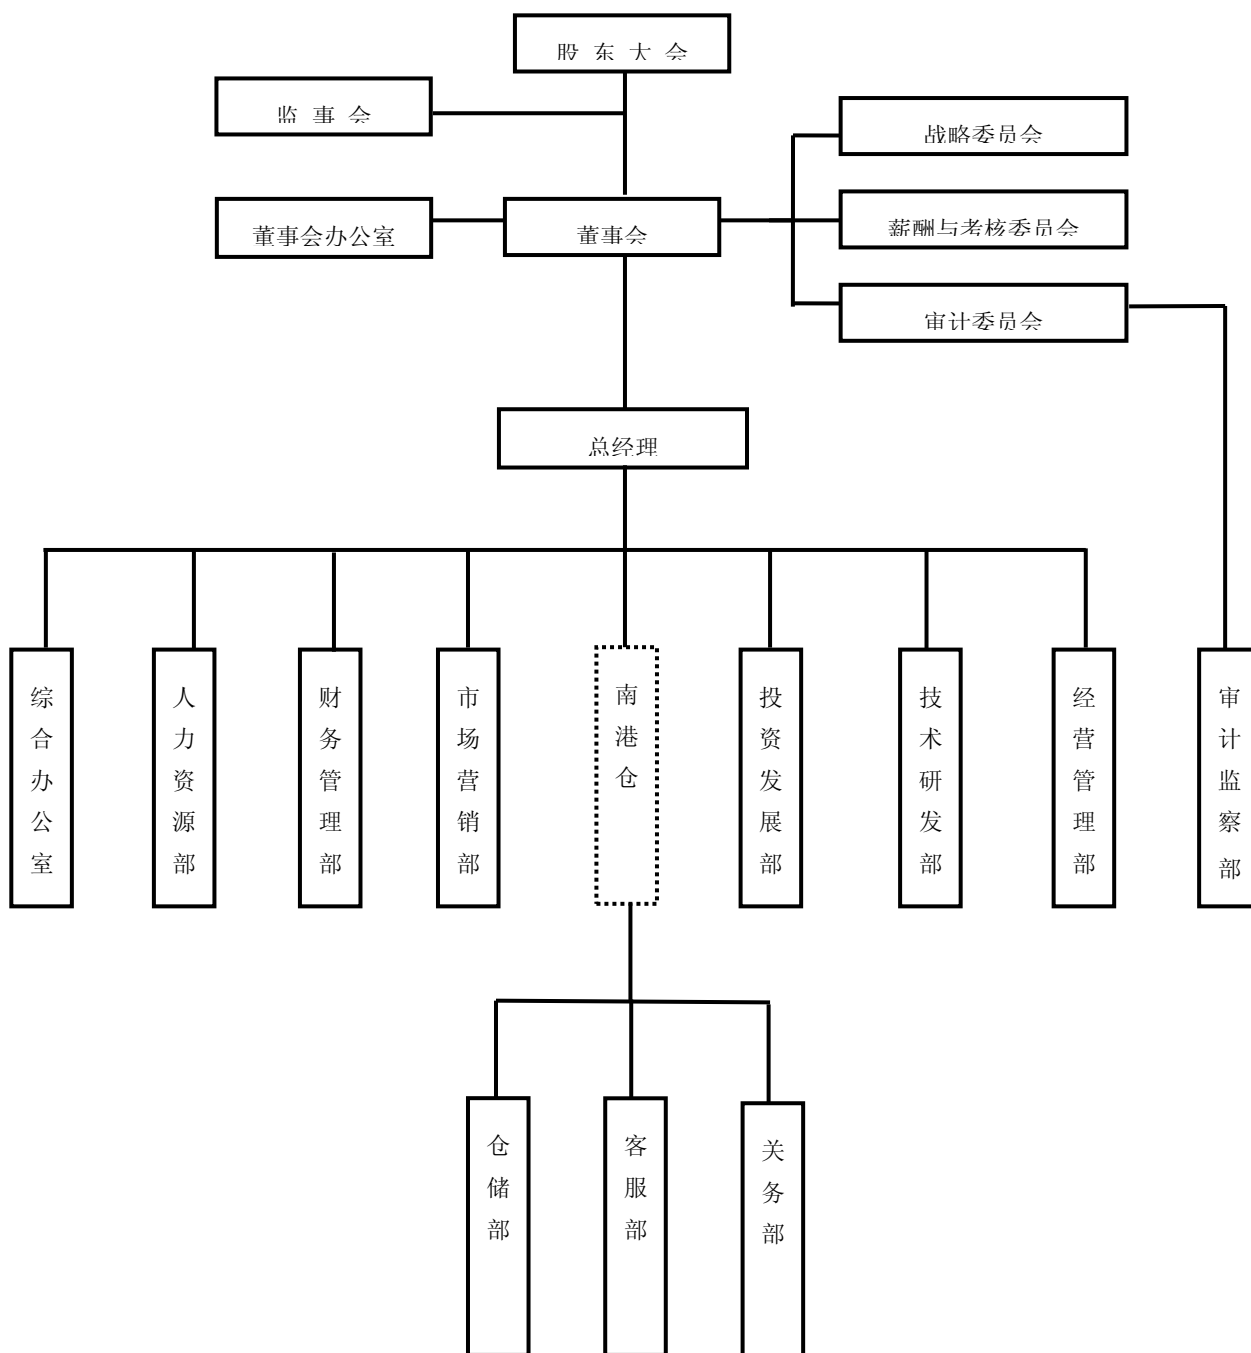 股 东 大 会
监 事 会
战略委员会
薪酬与考核委员会
董事会办公室
董事会
审计委员会
总经理
综合办公室
人力资源部
财务管理部
市场营销部
南港仓
投资发展部
技术研发部
经营管理部
审计监察部
仓储部
客服部
关务部